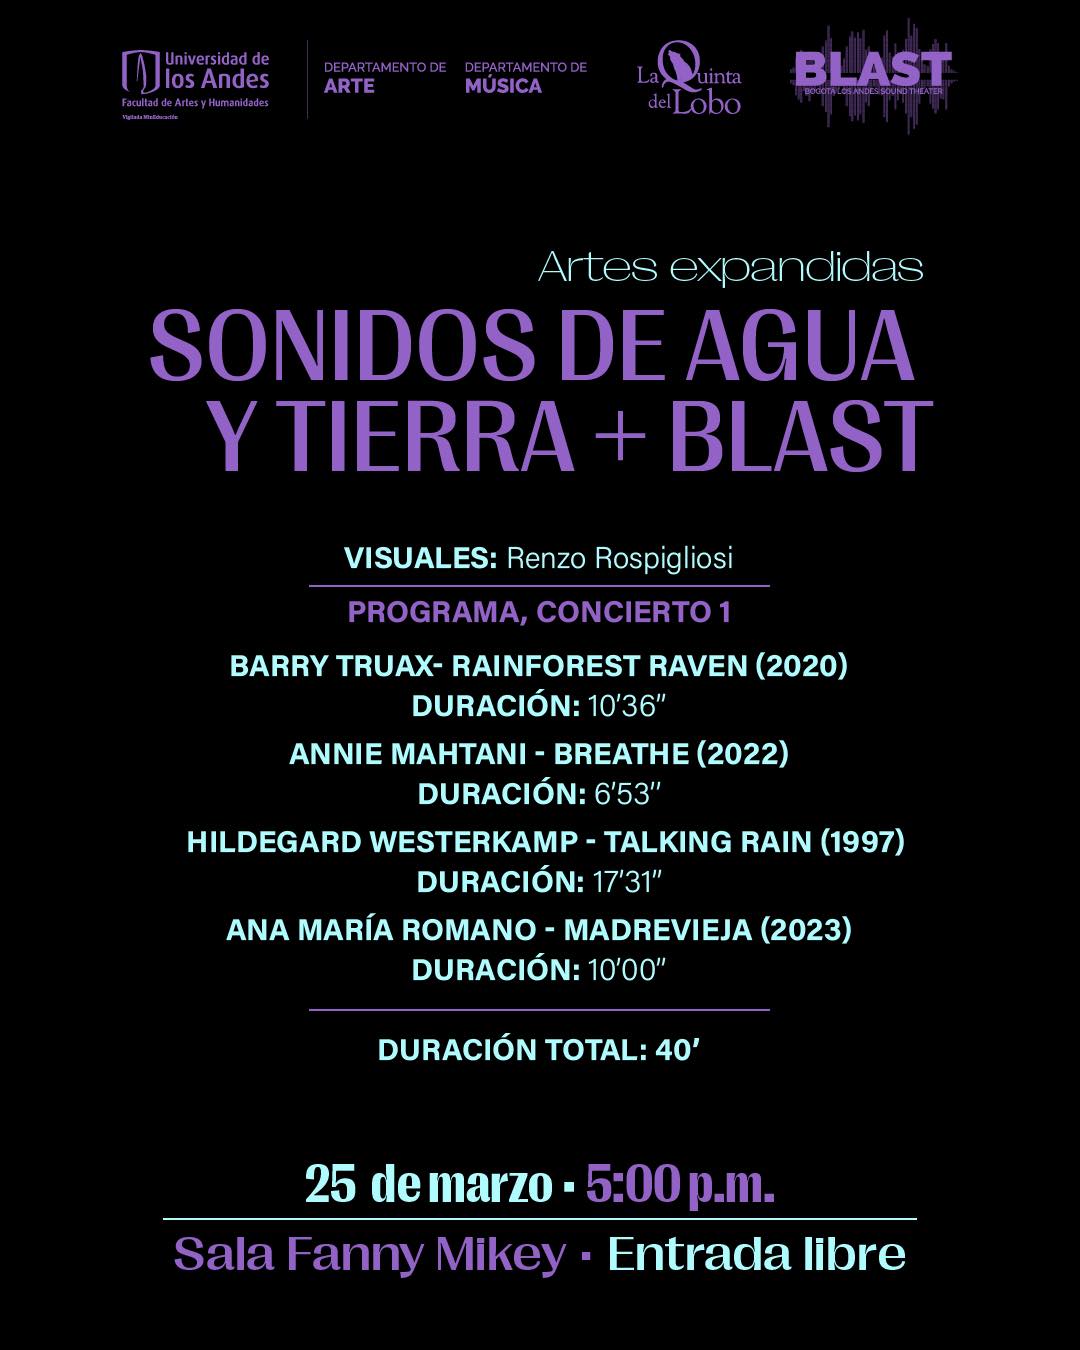 Universidad de
los Andes
Facultad de Artes y Humanidades
Vigilada MinEducación
DEPARTAMENTO DE
ARTE
DEPARTAMENTO DE
MÚSICA
La Quinta
del Lobo
BLAST
BOGOTÁ LOS ANDES SOUND THEATER
Artes expandidas
SONIDOS DE AGUA
Y TIERRA + BLAST
VISUALES: Renzo Rospigliosi
PROGRAMA, CONCIERTO 1
BARRY TRUAX- RAINFOREST RAVEN (2020)
DURACIÓN: 10’36”
ANNIE MAHTANI - BREATHE (2022)
DURACIÓN: 6’53’’
HILDEGARD WESTERKAMP - TALKING RAIN (1997)
DURACIÓN: 17’31”
ANA MARÍA ROMANO - MADREVIEJA (2023)
DURACIÓN: 10’00”
DURACIÓN TOTAL: 40’
25 de marzo · 5:00 p.m.
Sala Fanny Mikey · Entrada libre